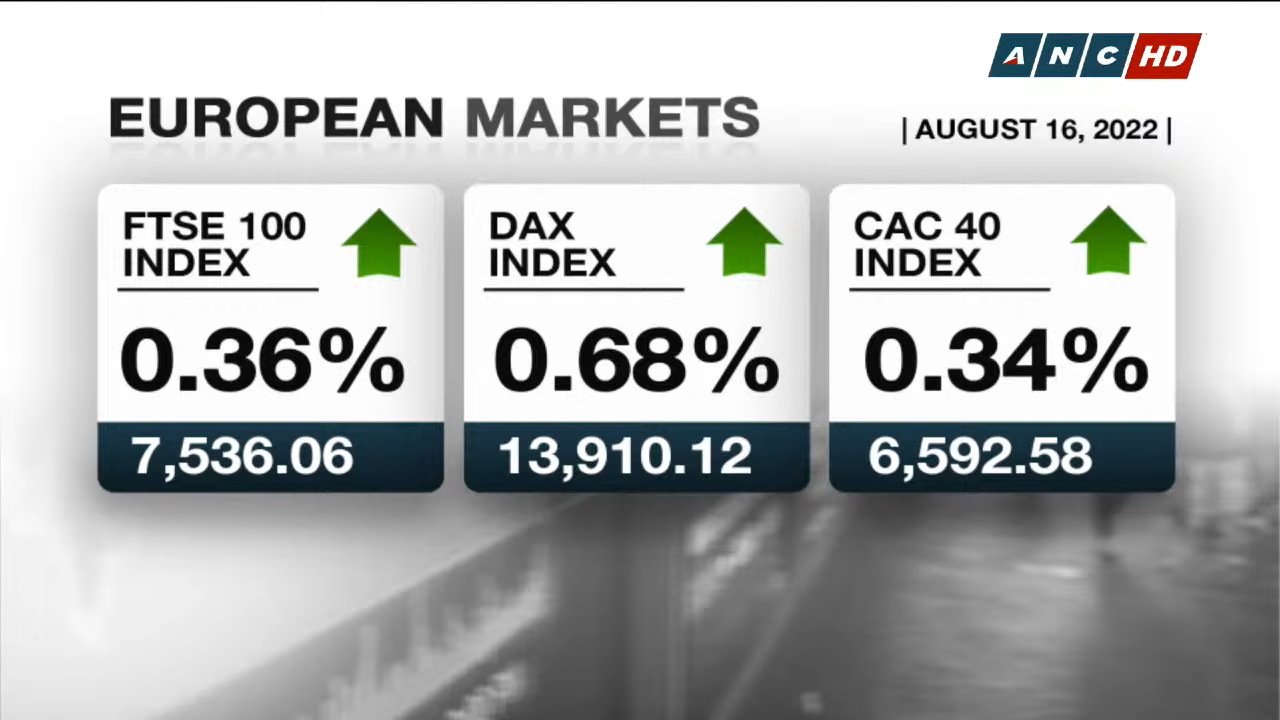 ANC HD
EUROPEAN MARKETS
| AUGUST 16, 2022 |
FTSE 100
INDEX
0.36%
7,536.06
DAX
INDEX
0.68%
13,910.12
CAC 40
INDEX
0.34%
6,592.58